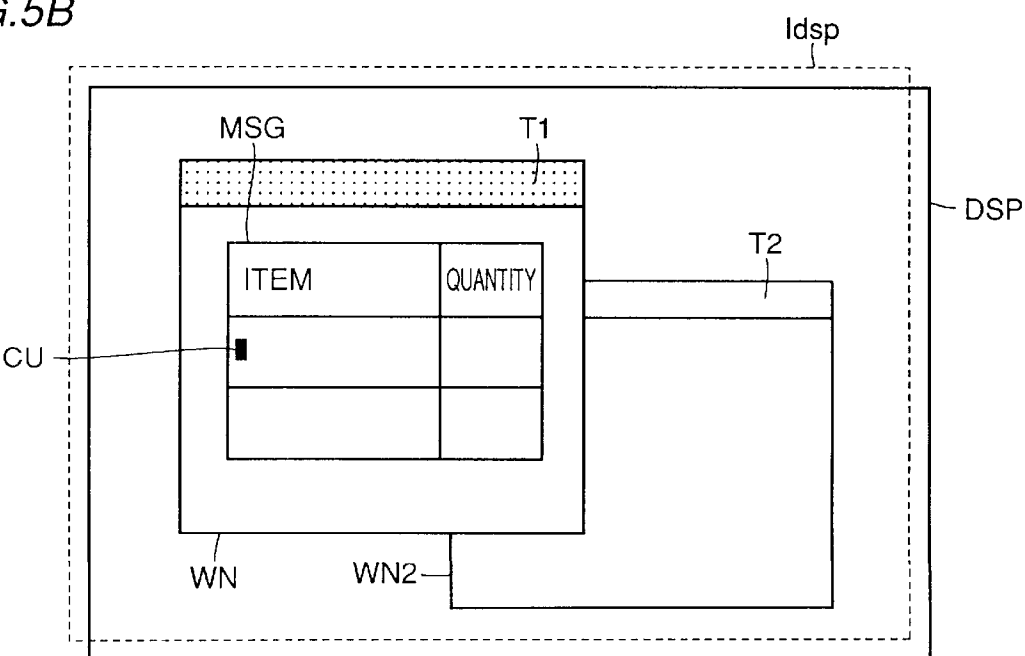 G.5B
Idsp
MSG
T1
DSP
T2
ITEM
QUANTITY
CU
WN
WN2